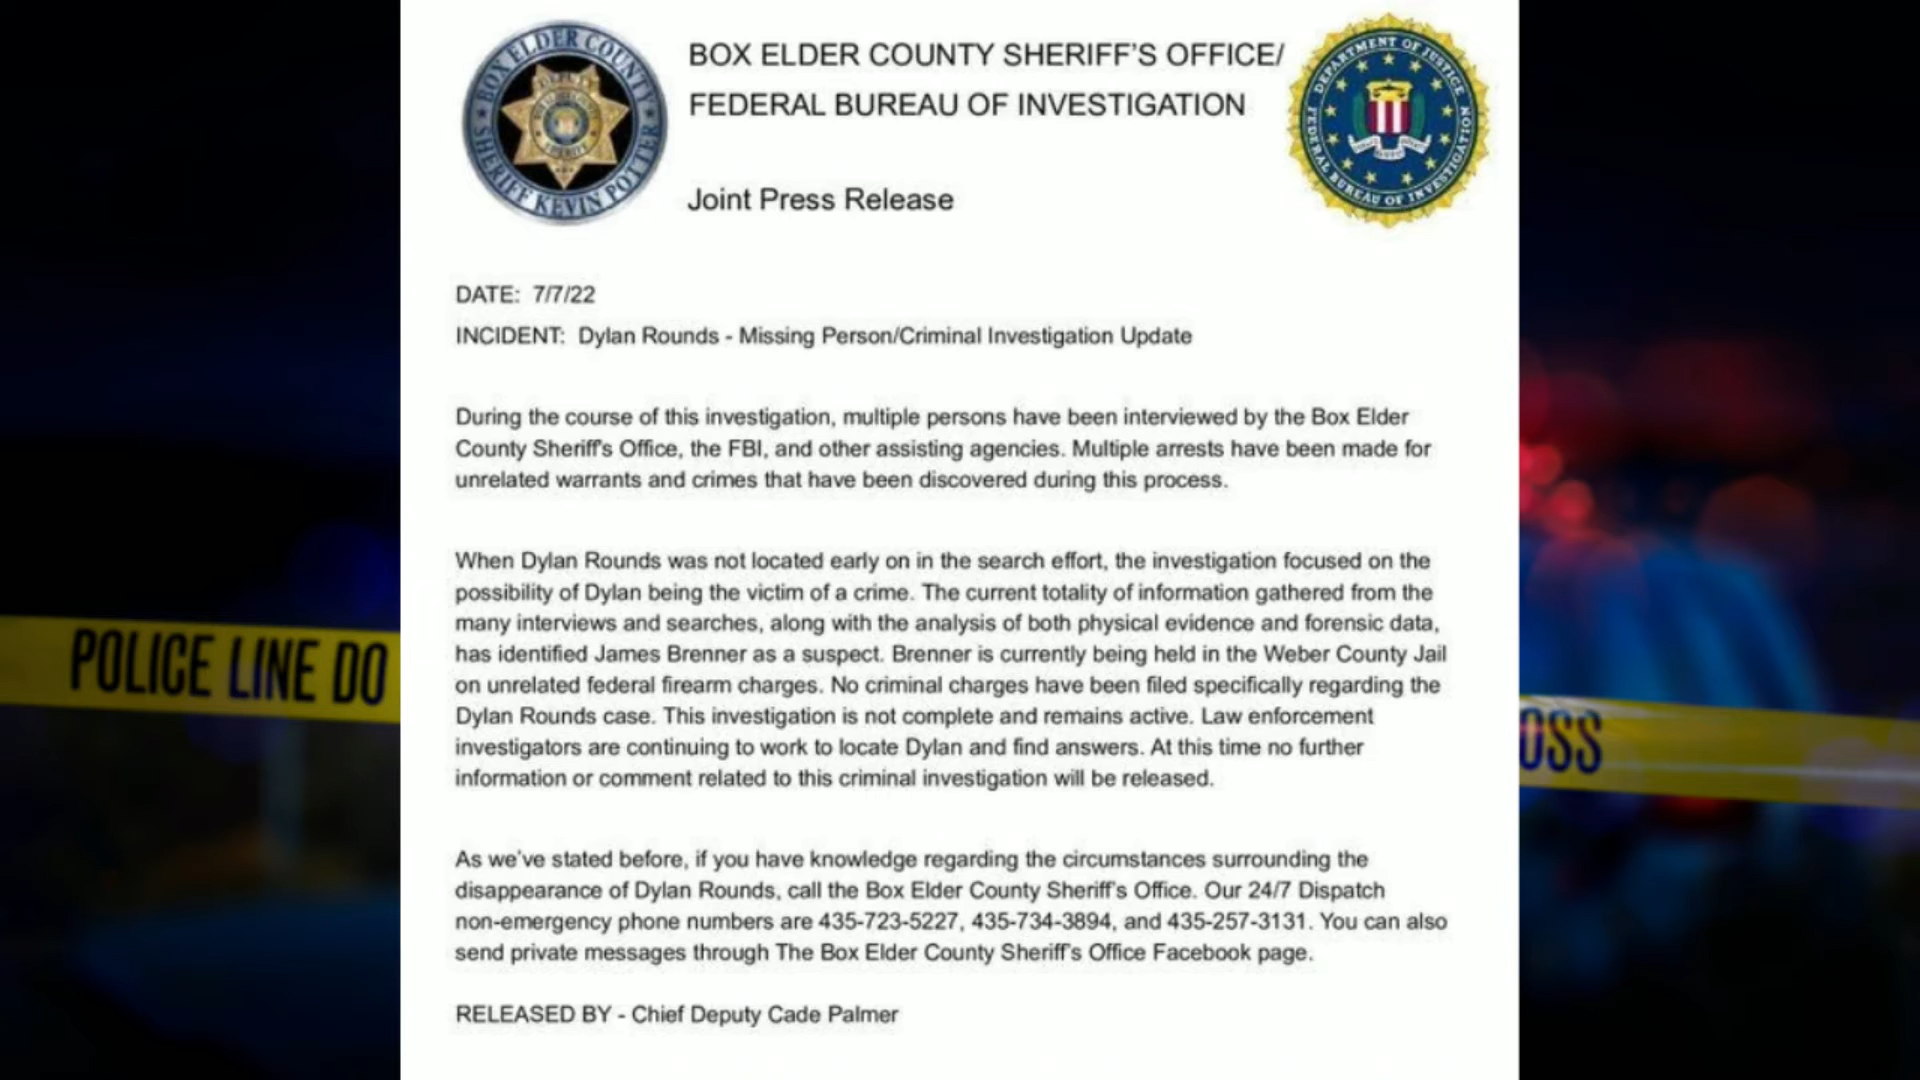 BOX ELDER COUNTY
SHERIFF KEVIN POTTER
DEPUTY
SHERIFF
BOX ELDER COUNTY SHERIFF'S OFFICE/
FEDERAL BUREAU OF INVESTIGATION
DEPARTMENT OF JUSTICE
FEDERAL BUREAU OF INVESTIGATION
Joint Press Release
DATE: 7/7/22
INCIDENT: Dylan Rounds - Missing Person/Criminal Investigation Update
During the course of this investigation, multiple persons have been interviewed by the Box Elder
County Sheriff's Office, the FBI, and other assisting agencies. Multiple arrests have been made for
unrelated warrants and crimes that have been discovered during this process.
When Dylan Rounds was not located early on in the search effort, the investigation focused on the
possibility of Dylan being the victim of a crime. The current totality of information gathered from the
many interviews and searches, along with the analysis of both physical evidence and forensic data,
has identified James Brenner as a suspect. Brenner is currently being held in the Weber County Jail
on unrelated federal firearm charges. No criminal charges have been filed specifically regarding the
Dylan Rounds case. This investigation is not complete and remains active. Law enforcement
investigators are continuing to work to locate Dylan and find answers. At this time no further
information or comment related to this criminal investigation will be released.
As we've stated before, if you have knowledge regarding the circumstances surrounding the
disappearance of Dylan Rounds, call the Box Elder County Sheriff's Office. Our 24/7 Dispatch
non-emergency phone numbers are 435-723-5227, 435-734-3894, and 435-257-3131. You can also
send private messages through The Box Elder County Sheriff's Office Facebook page.
RELEASED BY - Chief Deputy Cade Palmer
POLICE LINE DO
OSS